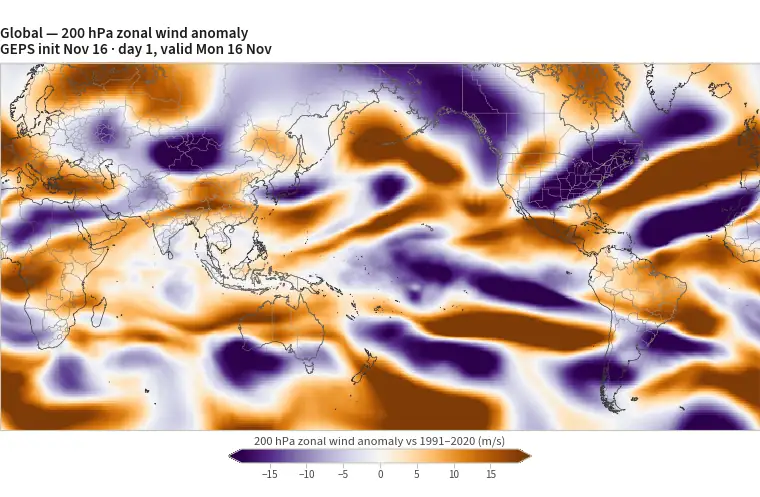 Global — 200 hPa zonal wind anomaly
GEPS init Nov 16 · day 1, valid Mon 16 Nov
200 hPa zonal wind anomaly vs 1991–2020 (m/s)
−15 −10 −5 0 5 10 15